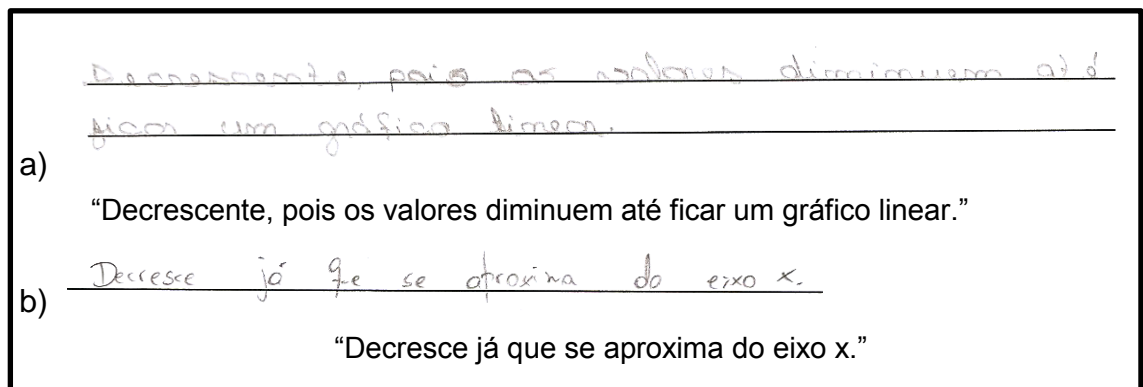 Decrescente, pois os valores diminuem até
ficar um gráfico linear.
a)
“Decrescente, pois os valores diminuem até ficar um gráfico linear.”
Decresce já que se aproxima do eixo x.
b)
“Decresce já que se aproxima do eixo x.”